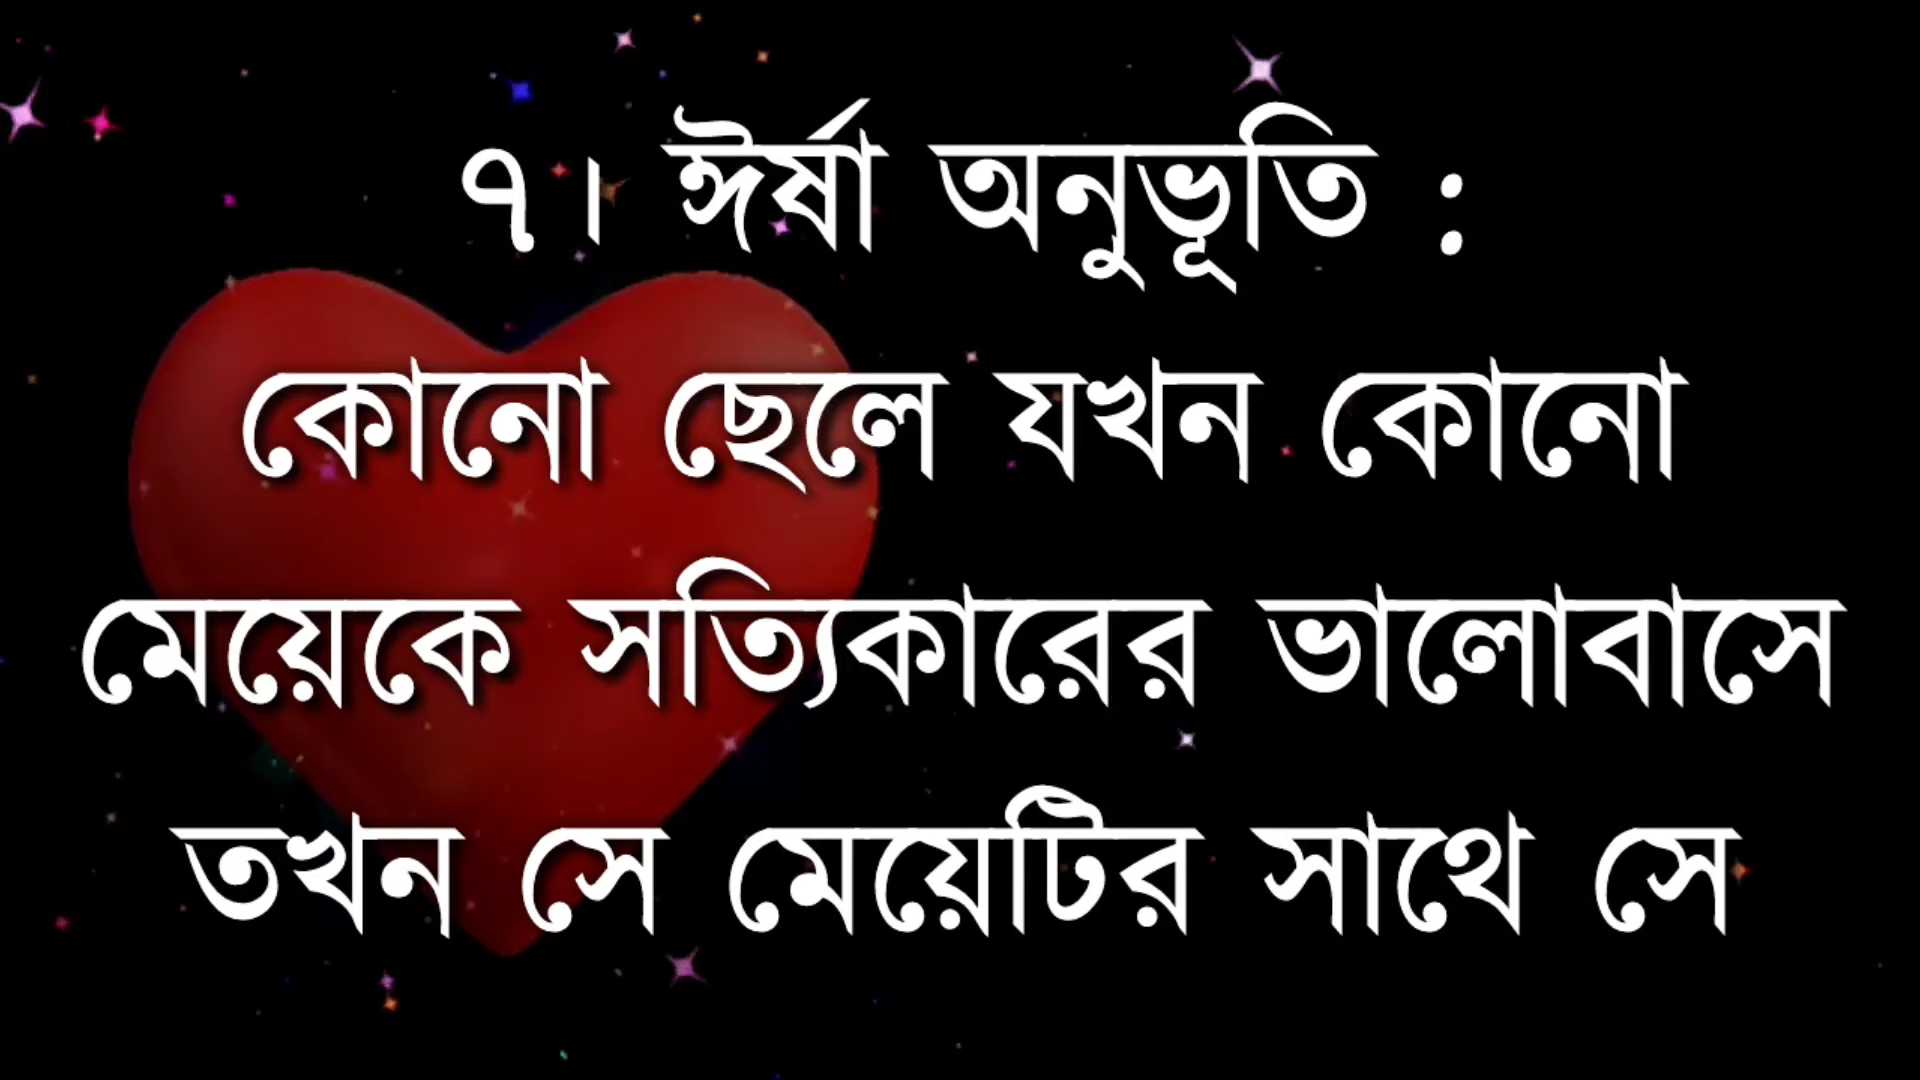 ৭। ঈর্ষা অনুভূতি :
কোনো ছেলে যখন কোনো
মেয়েকে সত্যিকারের ভালোবাসে
তখন সে মেয়েটির সাথে সে